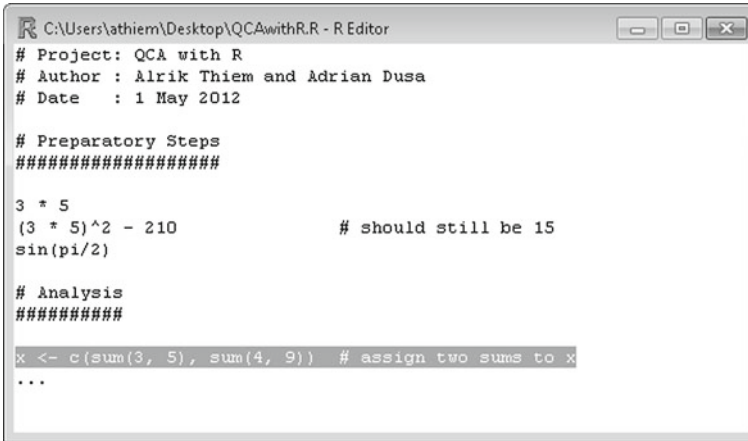 C:\Users\athiem\Desktop\QCAwithR.R - R Editor
# Project: QCA with R
# Author : Alrik Thiem and Adrian Dusa
# Date   : 1 May 2012
# Preparatory Steps
###################
3 * 5
(3 * 5)^2 - 210                  # should still be 15
sin(pi/2)
# Analysis
##########
x <- c(sum(3, 5), sum(4, 9))  # assign two sums to x
...